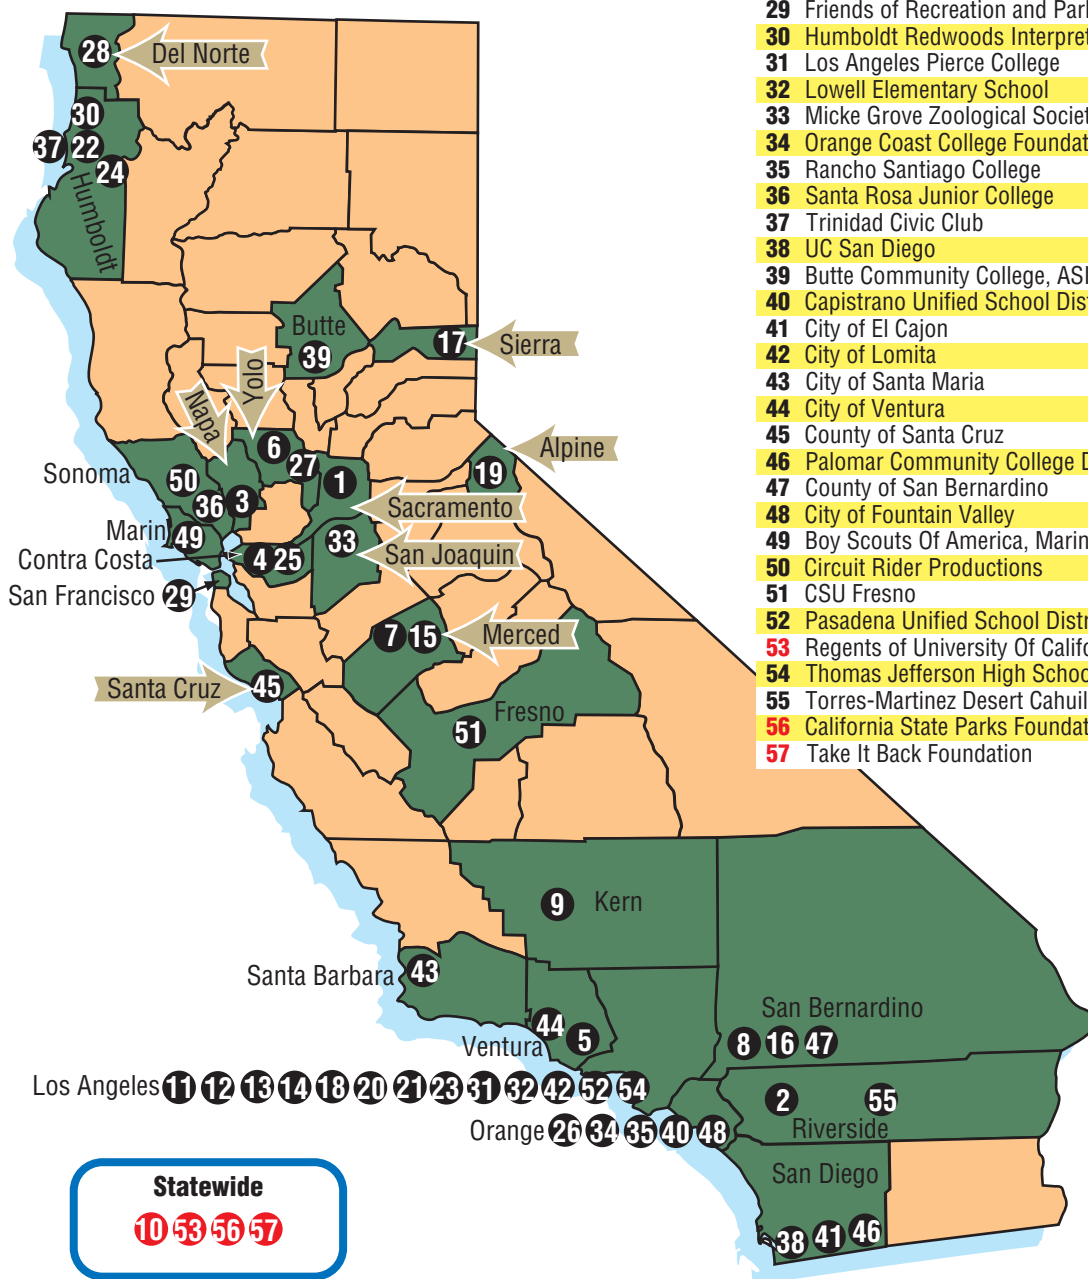 29 Friends of Recreation and Par
30 Humboldt Redwoods Interpret
31 Los Angeles Pierce College
32 Lowell Elementary School
33 Micke Grove Zoological Societ
34 Orange Coast College Foundat
35 Rancho Santiago College
36 Santa Rosa Junior College
37 Trinidad Civic Club
38 UC San Diego
39 Butte Community College, AS
40 Capistrano Unified School Dist
41 City of El Cajon
42 City of Lomita
43 City of Santa Maria
44 City of Ventura
45 County of Santa Cruz
46 Palomar Community College D
47 County of San Bernardino
48 City of Fountain Valley
49 Boy Scouts Of America, Marin
50 Circuit Rider Productions
51 CSU Fresno
52 Pasadena Unified School Distr
53 Regents of University Of Califo
54 Thomas Jefferson High Schoo
55 Torres-Martinez Desert Cahuil
56 California State Parks Foundat
57 Take It Back Foundation
28 Del Norte
30
37 22
24
Humboldt
Butte
39
17 Sierra
Yolo
Napa
6
27
Alpine
19
Sonoma 50
36 3
1
Sacramento
Marin 49
33
San Joaquin
Contra Costa 4 25
San Francisco 29
7 15 Merced
Santa Cruz 45
Fresno
51
9 Kern
Santa Barbara 43
44
5
Ventura
San Bernardino
8 16 47
Los Angeles 11 12 13 14 18 20 21 23 31 32 42 52 54
2 55
Riverside
Orange 26 34 35 40 48
San Diego
38 41 46
Statewide
10 53 56 57